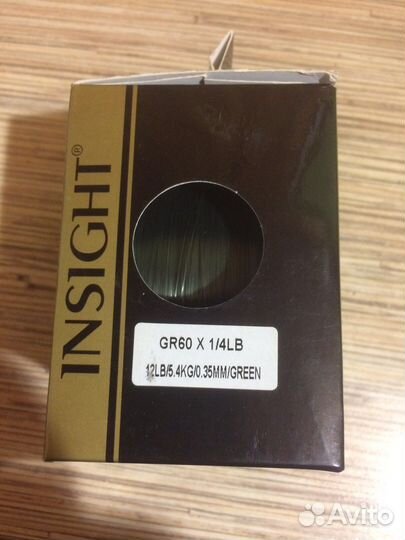 INSIGHT®
GR60 X 1/4LB
12LB/5.4KG/0.35MM/GREEN
Avito